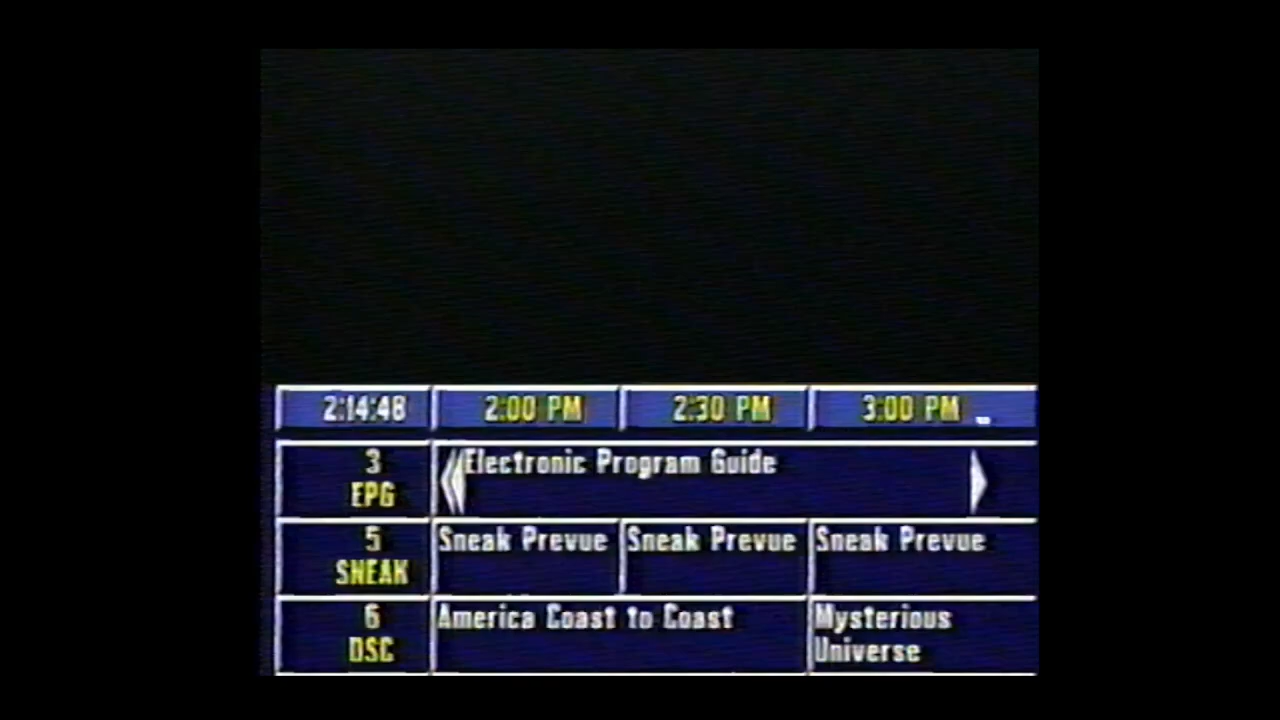 2:14:48 2:00 PM 2:30 PM 3:00 PM
3 Electronic Program Guide
EPG
5 Sneak Prevue Sneak Prevue Sneak Prevue
SNEAK
6 America Coast to Coast Mysterious
DSC Universe